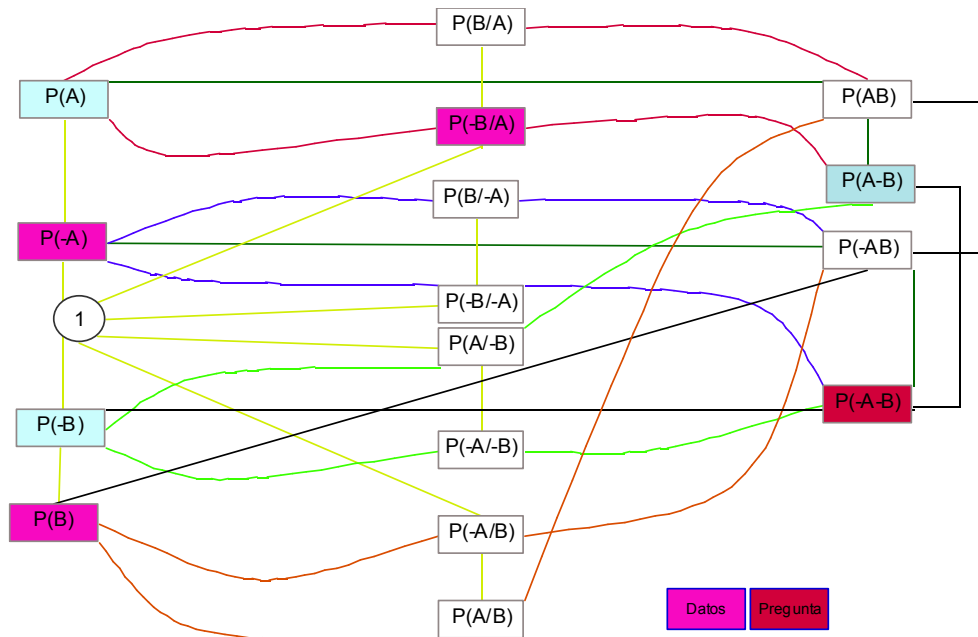 P(B/A)
P(A)
P(AB)
P(-B/A)
P(A-B)
P(B/-A)
P(-A)
P(-AB)
P(-B/-A)
1
P(A/-B)
P(-A-B)
P(-B)
P(-A/-B)
P(B)
P(-A/B)
P(A/B)
Datos
Pregunta